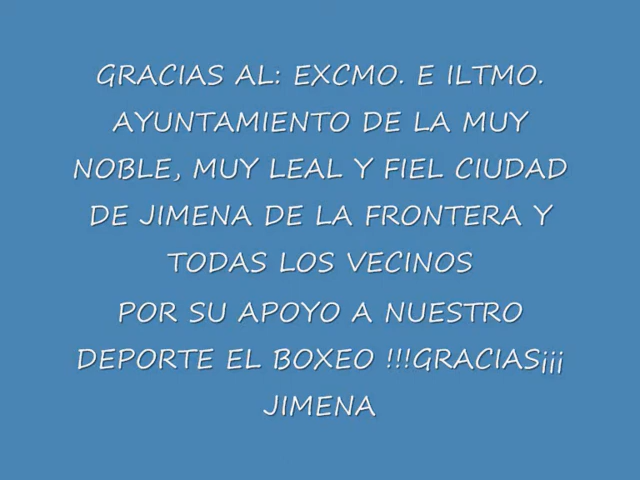 GRACIAS AL: EXCMO. E ILTMO.
AYUNTAMIENTO DE LA MUY
NOBLE, MUY LEAL Y FIEL CIUDAD
DE JIMENA DE LA FRONTERA Y
TODAS LOS VECINOS
POR SU APOYO A NUESTRO
DEPORTE EL BOXEO !!!GRACIAS¡¡¡
JIMENA